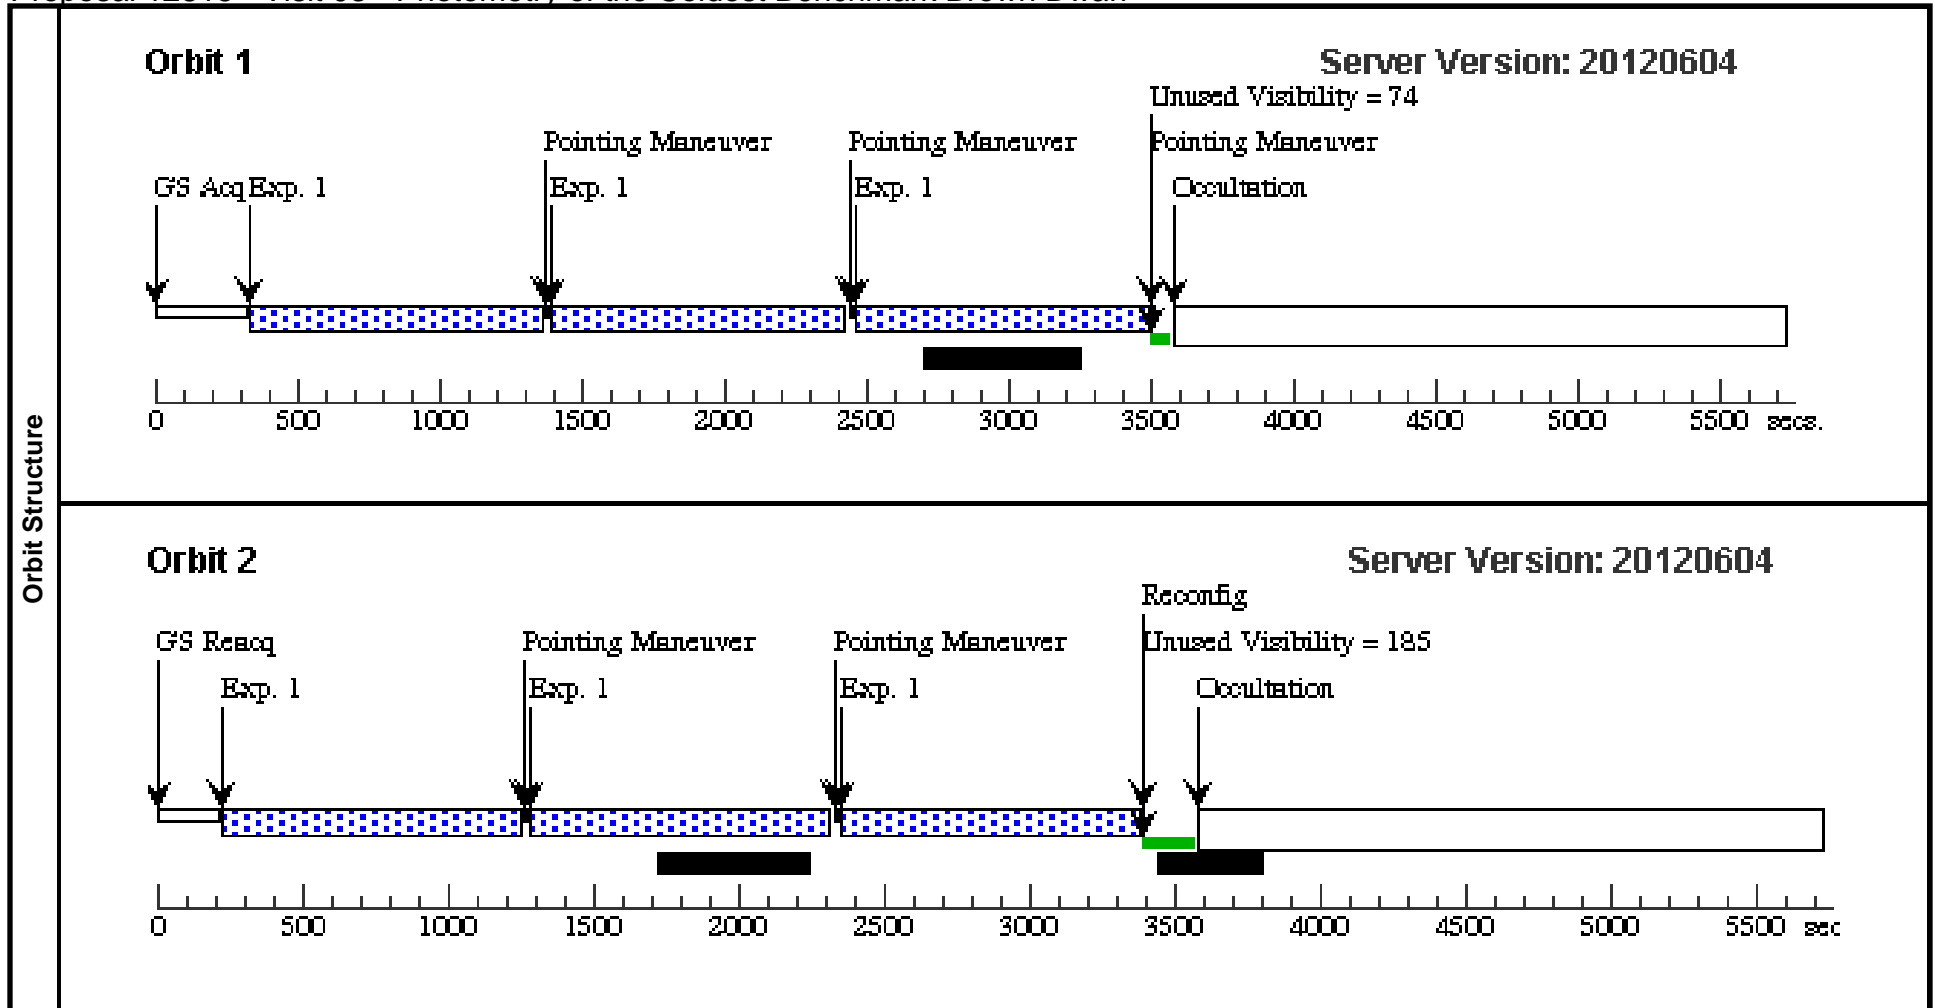 Orbit Structure
Orbit 1
Server Version: 20120604
Unused Visibility = 74
Pointing Maneuver Pointing Maneuver Pointing Maneuver
GS Acq Exp. 1 Exp. 1 Exp. 1 Occultation
0 500 1000 1500 2000 2500 3000 3500 4000 4500 5000 5500 secs.
Orbit 2
Server Version: 20120604
Reconfig
GS Reacq Pointing Maneuver Pointing Maneuver Unused Visibility = 185
Exp. 1 Exp. 1 Exp. 1 Occultation
0 500 1000 1500 2000 2500 3000 3500 4000 4500 5000 5500 sec